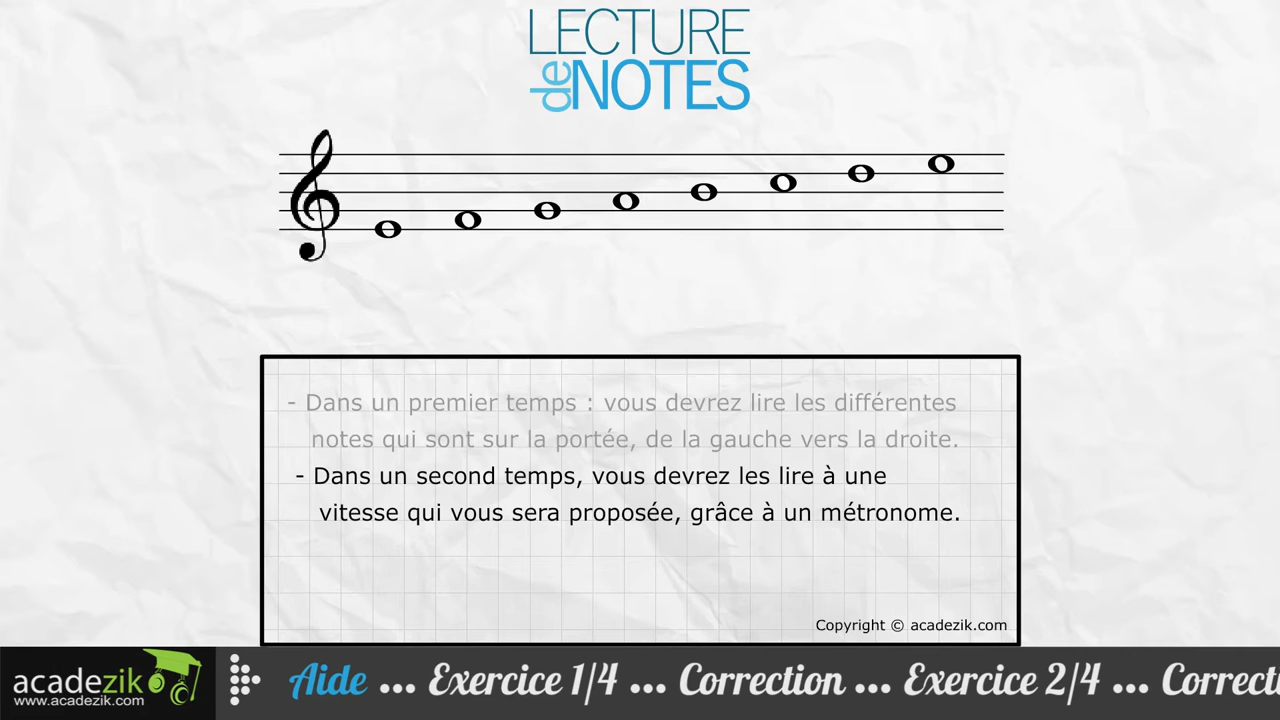 LECTURE
de NOTES
- Dans un premier temps : vous devrez lire les différentes
notes qui sont sur la portée, de la gauche vers la droite.
- Dans un second temps, vous devrez les lire à une
vitesse qui vous sera proposée, grâce à un métronome.
Copyright © acadezik.com
acadezik
www.acadezik.com
Aide ... Exercice 1/4 ... Correction ... Exercice 2/4 ... Correct